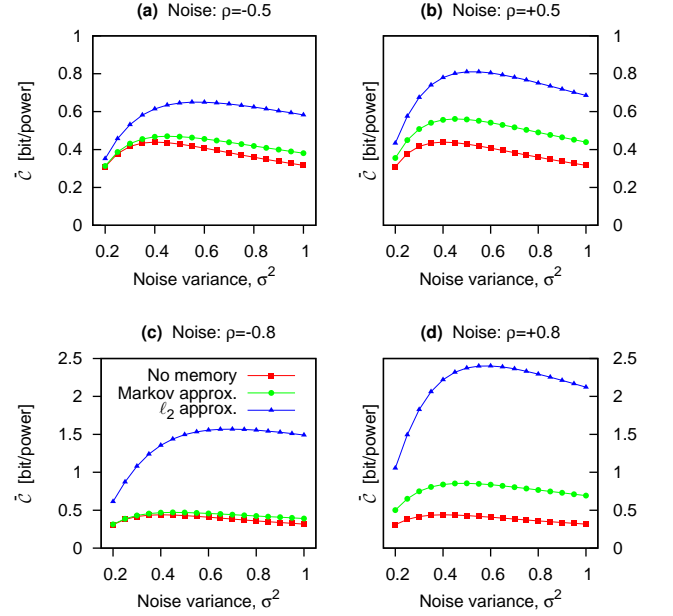 (a) Noise: ρ=-0.5
(b) Noise: ρ=+0.5
1
0.8
0.6
0.4
0.2
0
C̄ [bit/power]
0.2 0.4 0.6 0.8 1
Noise variance, σ²
1
0.8
0.6
0.4
0.2
0
C̄ [bit/power]
0.2 0.4 0.6 0.8 1
Noise variance, σ²
(c) Noise: ρ=-0.8
(d) Noise: ρ=+0.8
2.5
2
1.5
1
0.5
0
C̄ [bit/power]
No memory
Markov approx.
ℓ₂ approx.
0.2 0.4 0.6 0.8 1
Noise variance, σ²
2.5
2
1.5
1
0.5
0
C̄ [bit/power]
0.2 0.4 0.6 0.8 1
Noise variance, σ²